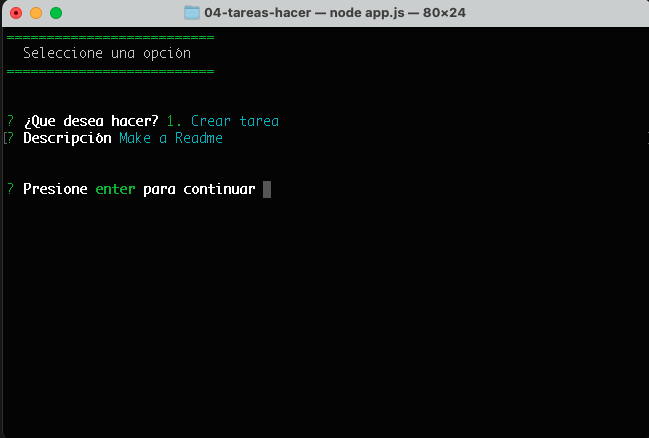 04-tareas-hacer — node app.js — 80×24
==========================
Seleccione una opción
==========================
? ¿Que desea hacer? 1. Crear tarea
[? Descripción Make a Readme
? Presione enter para continuar